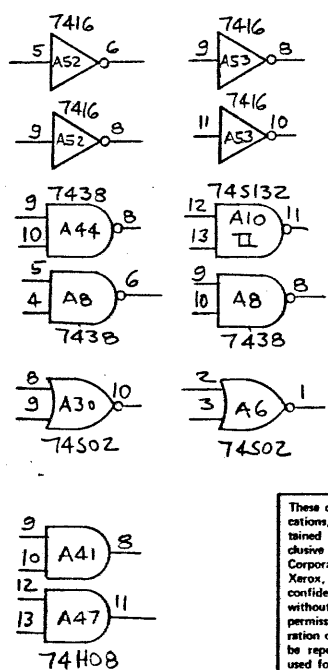 7416 7416
5 A52 6 9 A53 8
7416 7416
9 A52 8 11 A53 10
7438 74S132
9 10 A44 8 12 13 A10 11
5 4 A8 6 9 10 A8 8
7438 7438
8 9 A30 10 2 3 A6 1
74S02 74S02
9 10 A41 8
12 13 A47 11
74H08
These
cations,
tained
clusive
Corpora
Xerox,
confide
without
permiss
ration o
be repr
used fo